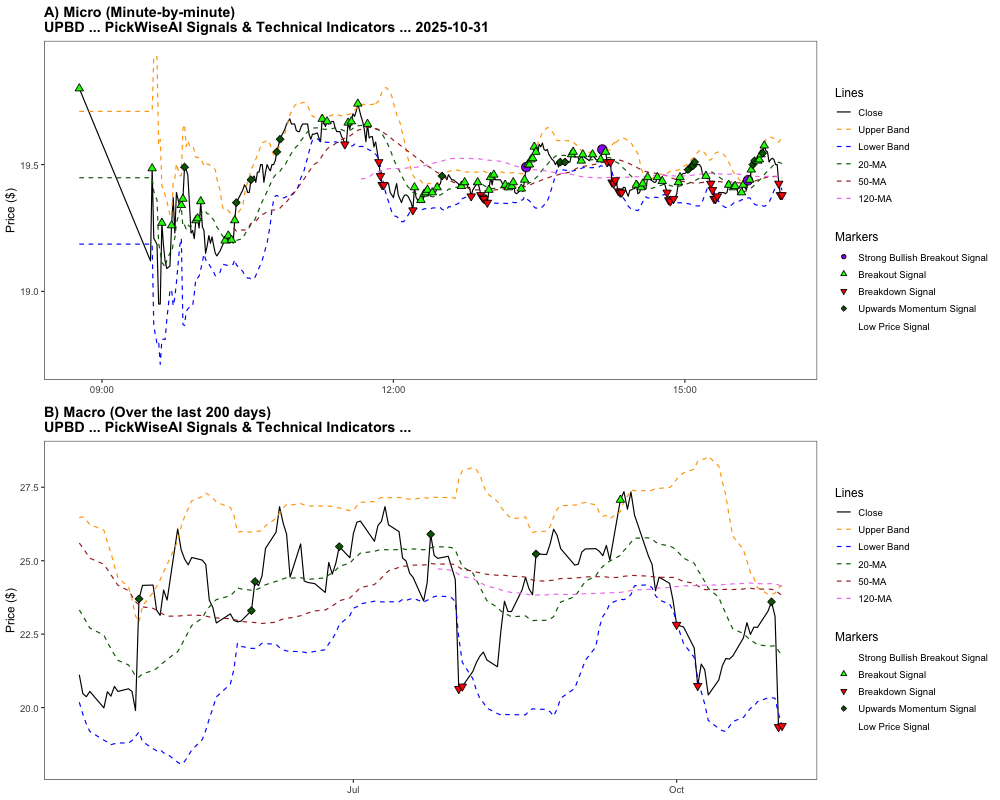 A) Micro (Minute-by-minute)
UPBD ... PickWiseAI Signals & Technical Indicators ... 2025-10-31
Price ($)
19.5
19.0
09:00
12:00
15:00
Lines
Close
Upper Band
Lower Band
20-MA
50-MA
120-MA
Markers
Strong Bullish Breakout Signal
Breakout Signal
Breakdown Signal
Upwards Momentum Signal
Low Price Signal
B) Macro (Over the last 200 days)
UPBD ... PickWiseAI Signals & Technical Indicators ...
Price ($)
27.5
25.0
22.5
20.0
Jul
Oct
Lines
Close
Upper Band
Lower Band
20-MA
50-MA
120-MA
Markers
Strong Bullish Breakout Signal
Breakout Signal
Breakdown Signal
Upwards Momentum Signal
Low Price Signal